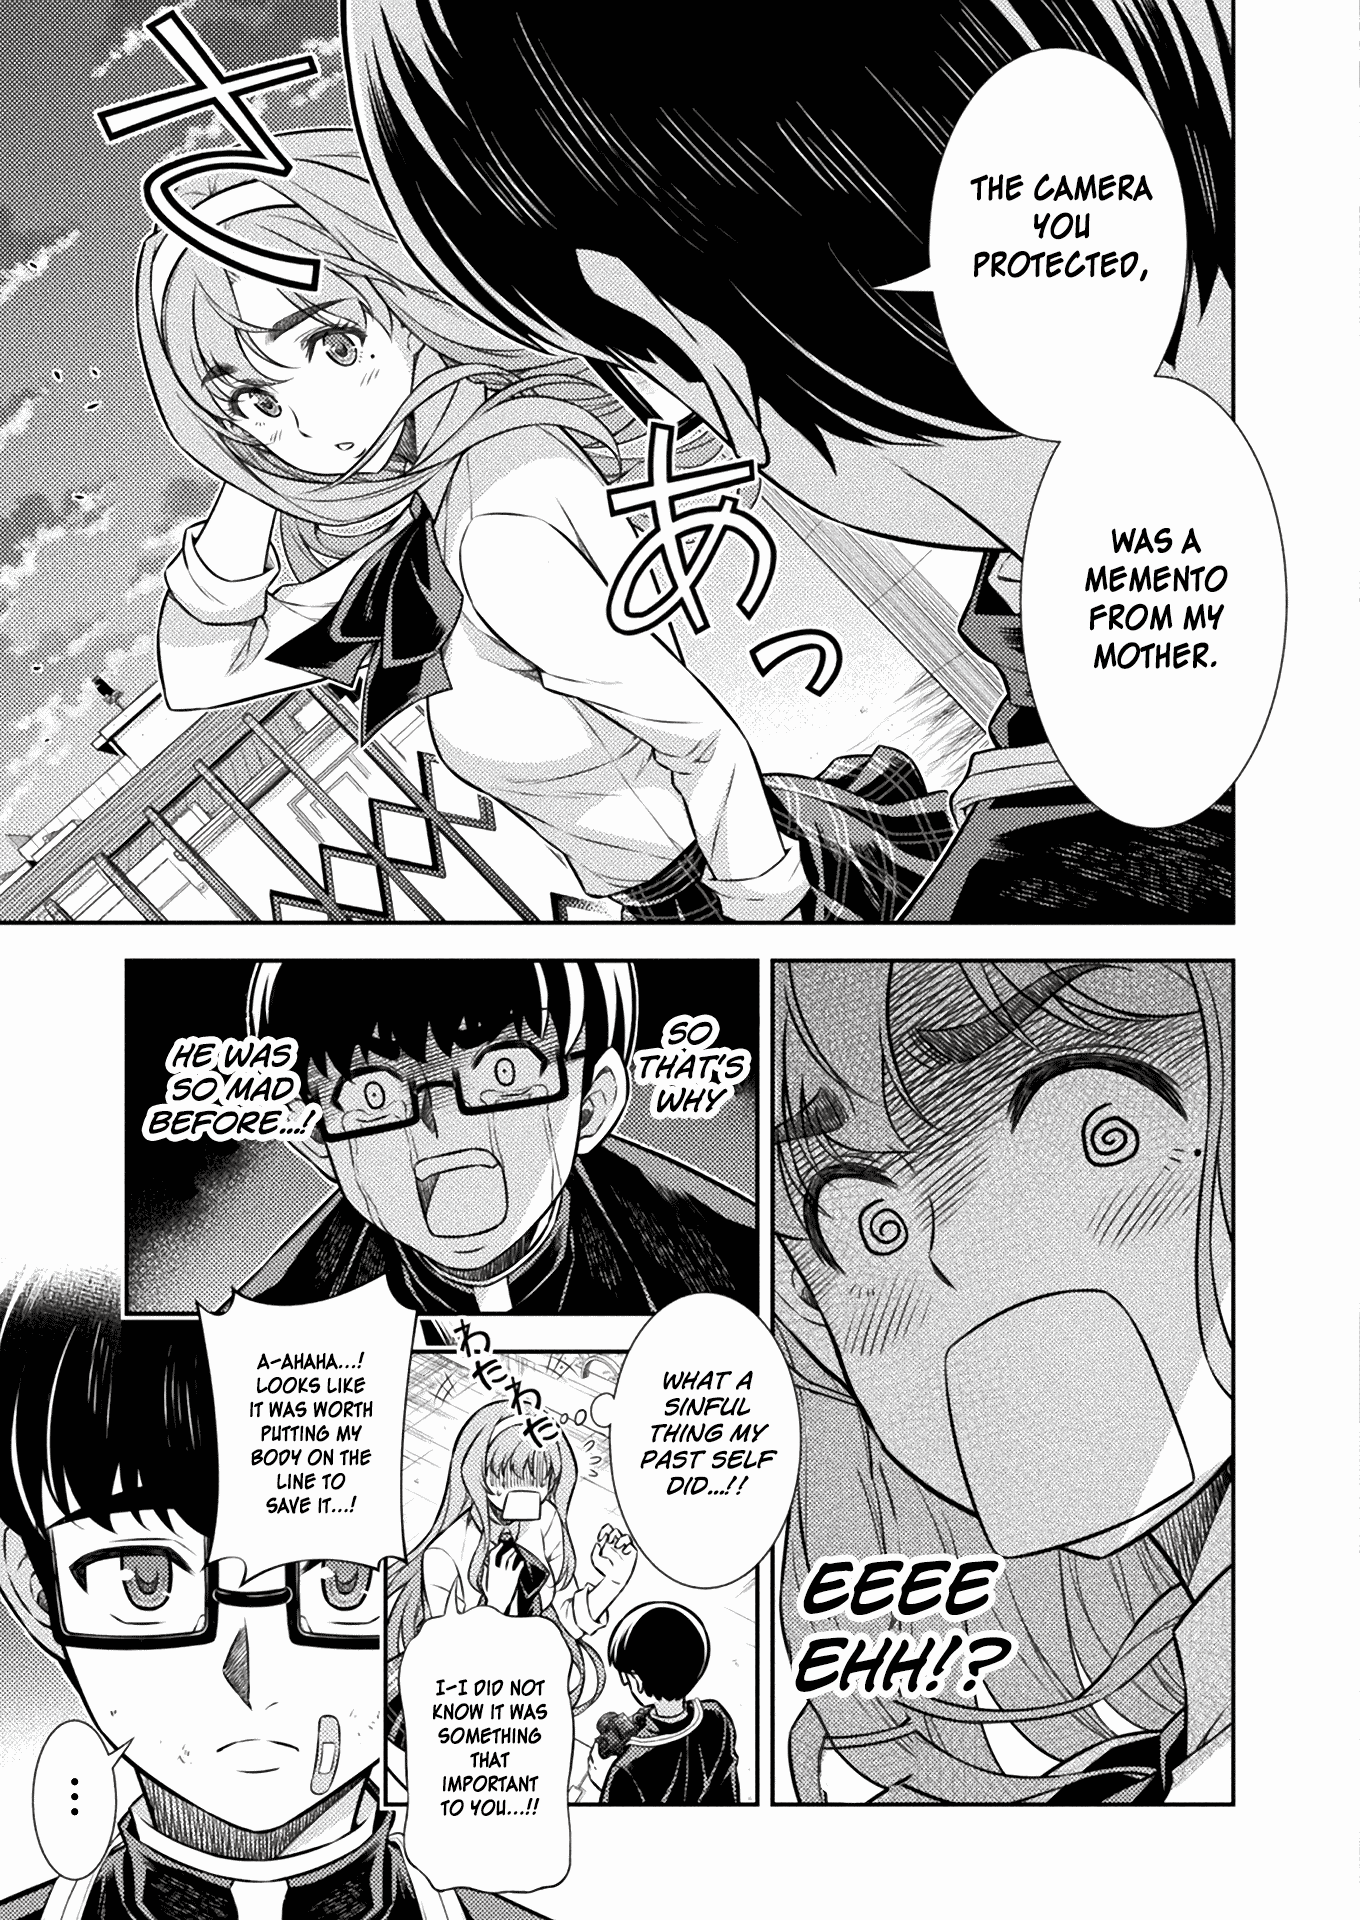 THE CAMERA
YOU
PROTECTED,
WAS A
MEMENTO
FROM MY
MOTHER.
さ
あっ
EEEE
EHH!?
SO
THAT'S
WHY
HE WAS
SO MAD
BEFORE...!
WHAT A
SINFUL
THING MY
PAST SELF
DID...!!
わたわた
I-I DID NOT
KNOW IT WAS
SOMETHING
THAT
IMPORTANT
TO YOU...!!
A-AHAHA...!
LOOKS LIKE
IT WAS WORTH
PUTTING MY
BODY ON THE
LINE TO
SAVE IT...!
...